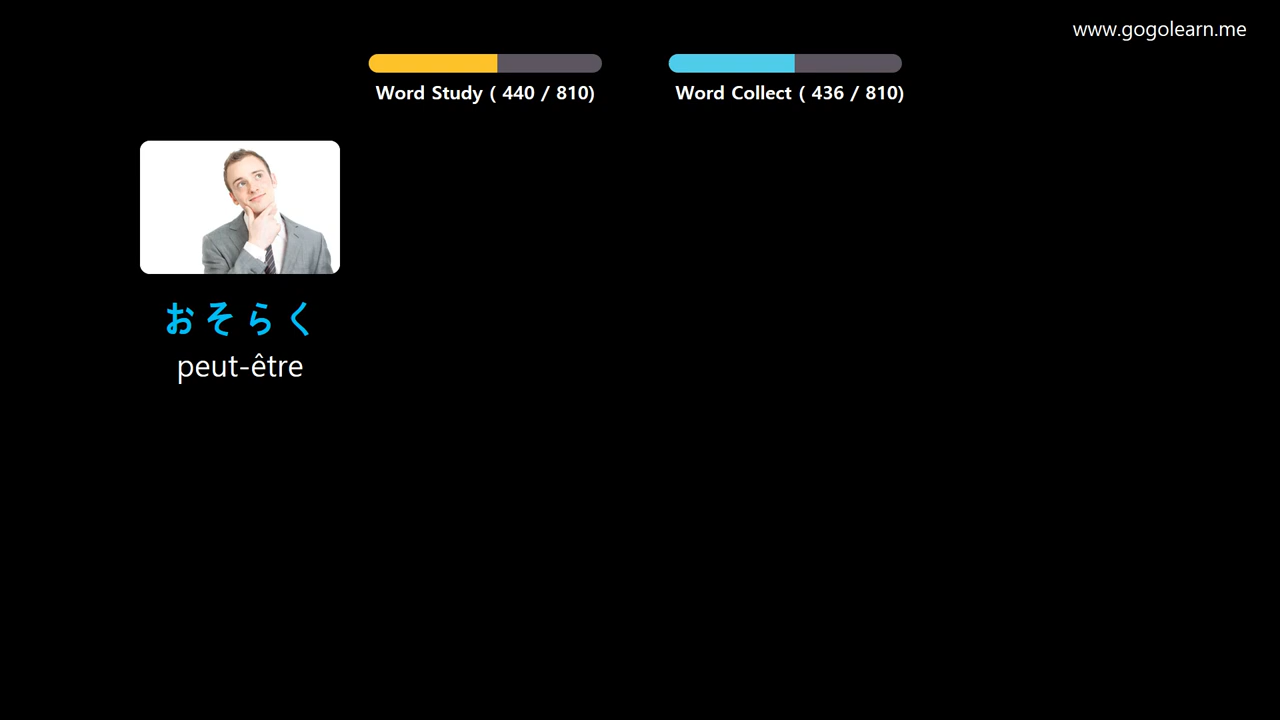 www.gogolearn.me
Word Study ( 440 / 810)
Word Collect ( 436 / 810)
おそらく
peut-être